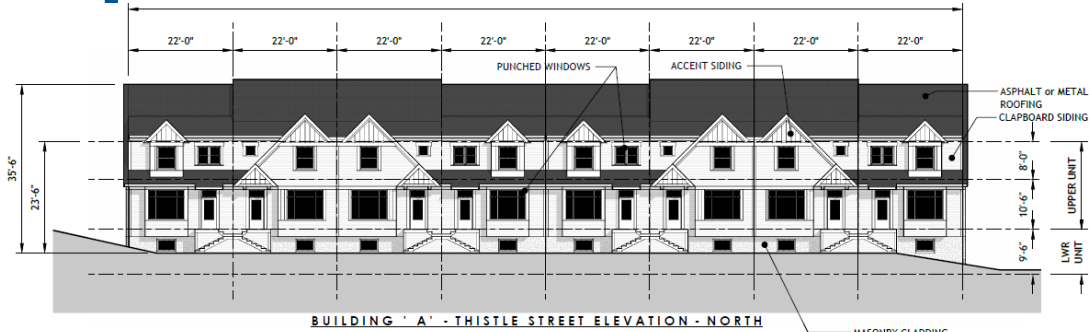 22'-0" 22'-0" 22'-0" 22'-0" 22'-0" 22'-0" 22'-0" 22'-0"
PUNCHED WINDOWS
ACCENT SIDING
ASPHALT or METAL
ROOFING
CLAPBOARD SIDING
35'-6"
23'-6"
8'-0"
10'-6"
9'-6"
UPPER UNIT
LWR
UNIT
BUILDING ' A' - THISTLE STREET ELEVATION - NORTH
MASONRY CLADDING